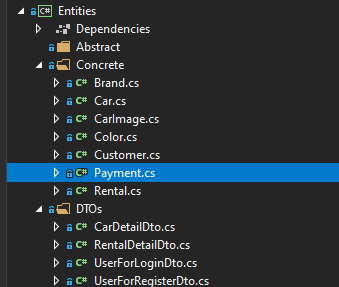 C# Entities
Dependencies
Abstract
Concrete
C# Brand.cs
C# Car.cs
C# CarImage.cs
C# Color.cs
C# Customer.cs
C# Payment.cs
C# Rental.cs
DTOs
C# CarDetailDto.cs
C# RentalDetailDto.cs
C# UserForLoginDto.cs
C# UserForRegisterDto.cs